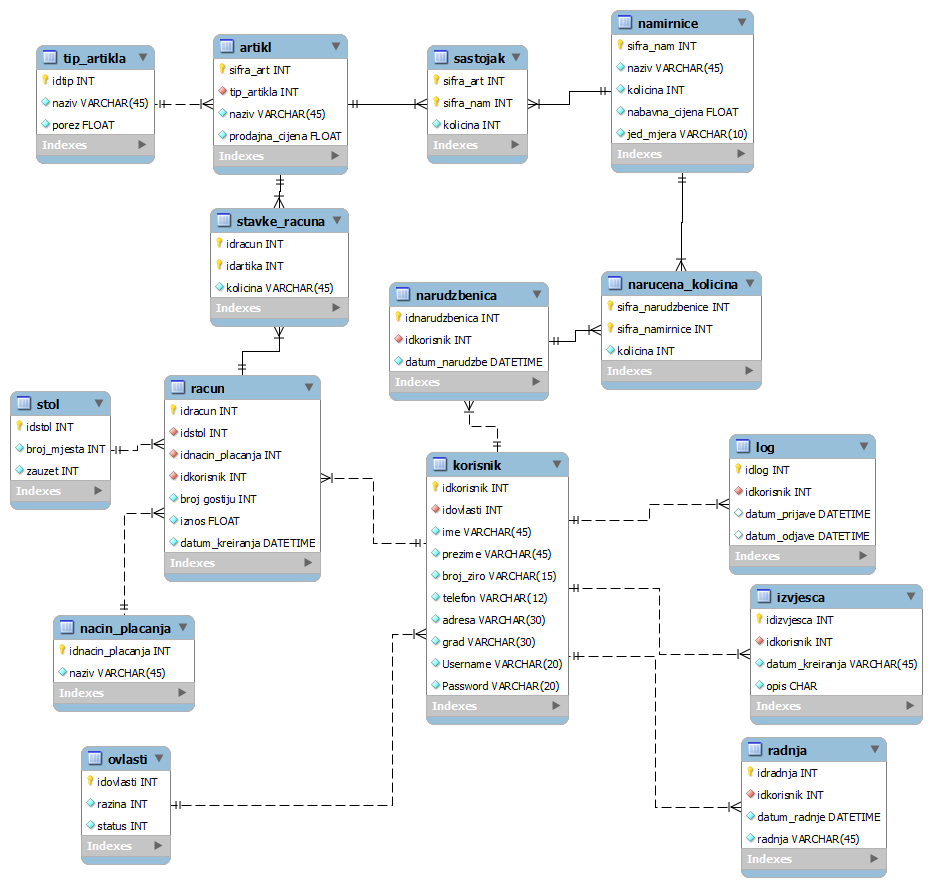 tip_artikla
idtip INT
naziv VARCHAR(45)
porez FLOAT
Indexes
artikl
sifra_art INT
tip_artikla INT
naziv VARCHAR(45)
prodajna_cijena FLOAT
Indexes
sastojak
sifra_art INT
sifra_nam INT
kolicina INT
Indexes
namirnice
sifra_nam INT
naziv VARCHAR(45)
kolicina INT
nabavna_cijena FLOAT
jed_mjera VARCHAR(10)
Indexes
stavke_racuna
idracun INT
idartika INT
kolicina VARCHAR(45)
Indexes
narudzbenica
idnarudzbenica INT
idkorisnik INT
datum_narudzbe DATETIME
Indexes
narucena_kolicina
sifra_narudzbenice INT
sifra_namirnice INT
kolicina INT
Indexes
stol
idstol INT
broj_mjesta INT
zauzet INT
Indexes
racun
idracun INT
idstol INT
idnacin_placanja INT
idkorisnik INT
broj gostiju INT
iznos FLOAT
datum_kreiranja DATETIME
Indexes
korisnik
idkorisnik INT
idovlasti INT
ime VARCHAR(45)
prezime VARCHAR(45)
broj_ziro VARCHAR(15)
telefon VARCHAR(12)
adresa VARCHAR(30)
grad VARCHAR(30)
Username VARCHAR(20)
Password VARCHAR(20)
Indexes
log
idlog INT
idkorisnik INT
datum_prijave DATETIME
datum_odjave DATETIME
Indexes
izvjesca
idizvjesca INT
idkorisnik INT
datum_kreiranja VARCHAR(45)
opis CHAR
Indexes
nacin_placanja
idnacin_placanja INT
naziv VARCHAR(45)
Indexes
ovlasti
idovlasti INT
razina INT
status INT
Indexes
radnja
idradnja INT
idkorisnik INT
datum_radnje DATETIME
radnja VARCHAR(45)
Indexes